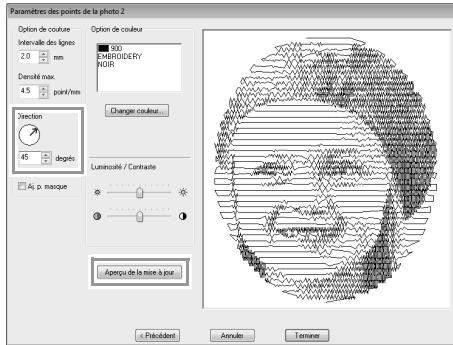 Paramètres des points de la photo 2
Option de couture
Intervalle des lignes
2.0 mm
Densité max.
4.5 point/mm
Direction
45 degrés
Aj. p. masque
Option de couleur
900
EMBROIDERY
NOIR
Changer couleur...
Luminosité / Contraste
Aperçu de la mise à jour
< Précédent
Annuler
Terminer